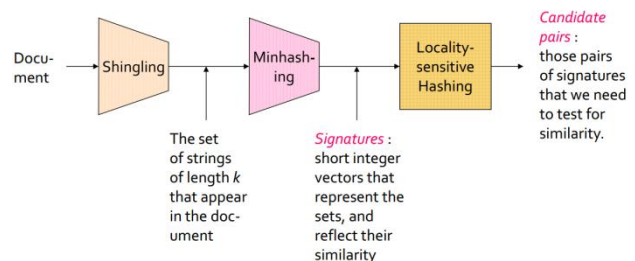 Docu-
ment
Shingling
Minhash-
ing
Locality-
sensitive
Hashing
Candidate
pairs :
those pairs
of signatures
that we need
to test for
similarity.
The set
of strings
of length k
that appear
in the doc-
ument
Signatures :
short integer
vectors that
represent the
sets, and
reflect their
similarity